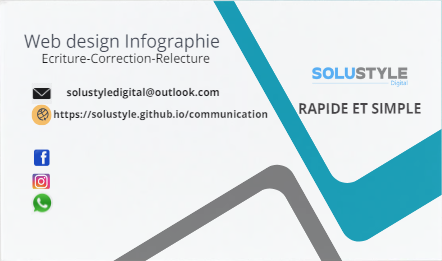 Web design Infographie
Ecriture-Correction-Relecture
solustyledigital@outlook.com
https://solustyle.github.io/communication
SOLUSTYLE
Digital
RAPIDE ET SIMPLE